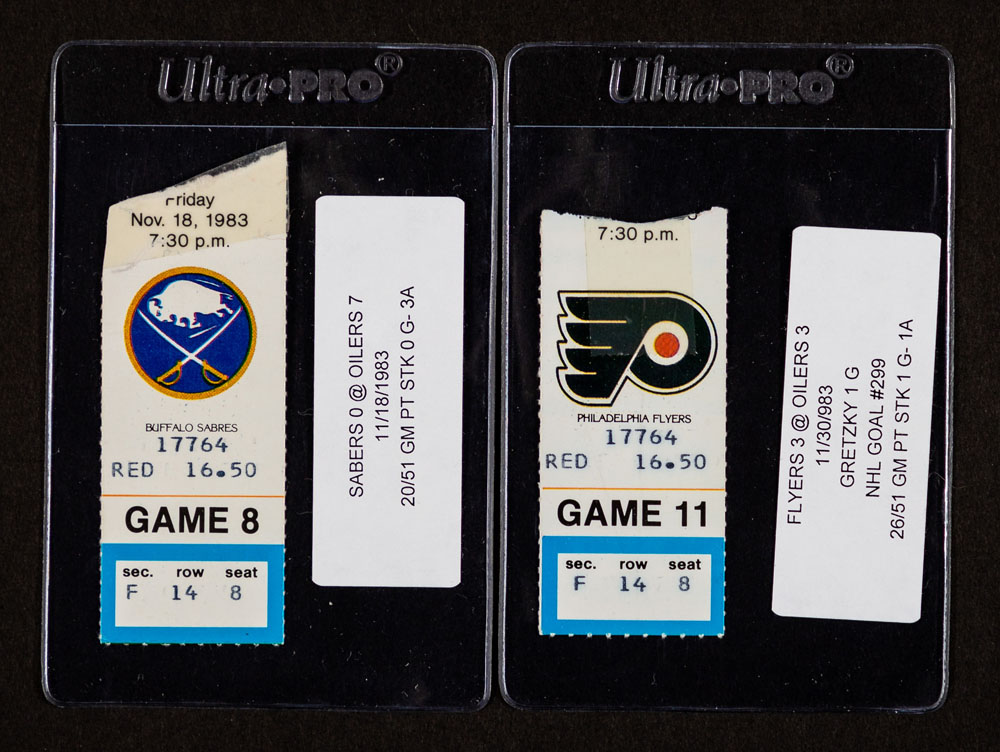 Ultra•PRO®
Friday
Nov. 18, 1983
7:30 p.m.
BUFFALO SABRES
17764
RED 16.50
GAME 8
sec. row seat
F 14 8
SABERS 0 @ OILERS 7
11/18/1983
20/51 GM PT STK 0 G- 3A
Ultra•PRO®
7:30 p.m.
PHILADELPHIA FLYERS
17764
RED 16.50
GAME 11
sec. row seat
F 14 8
FLYERS 3 @ OILERS 3
11/30/983
GRETZKY 1 G
NHL GOAL #299
26/51 GM PT STK 1 G- 1A